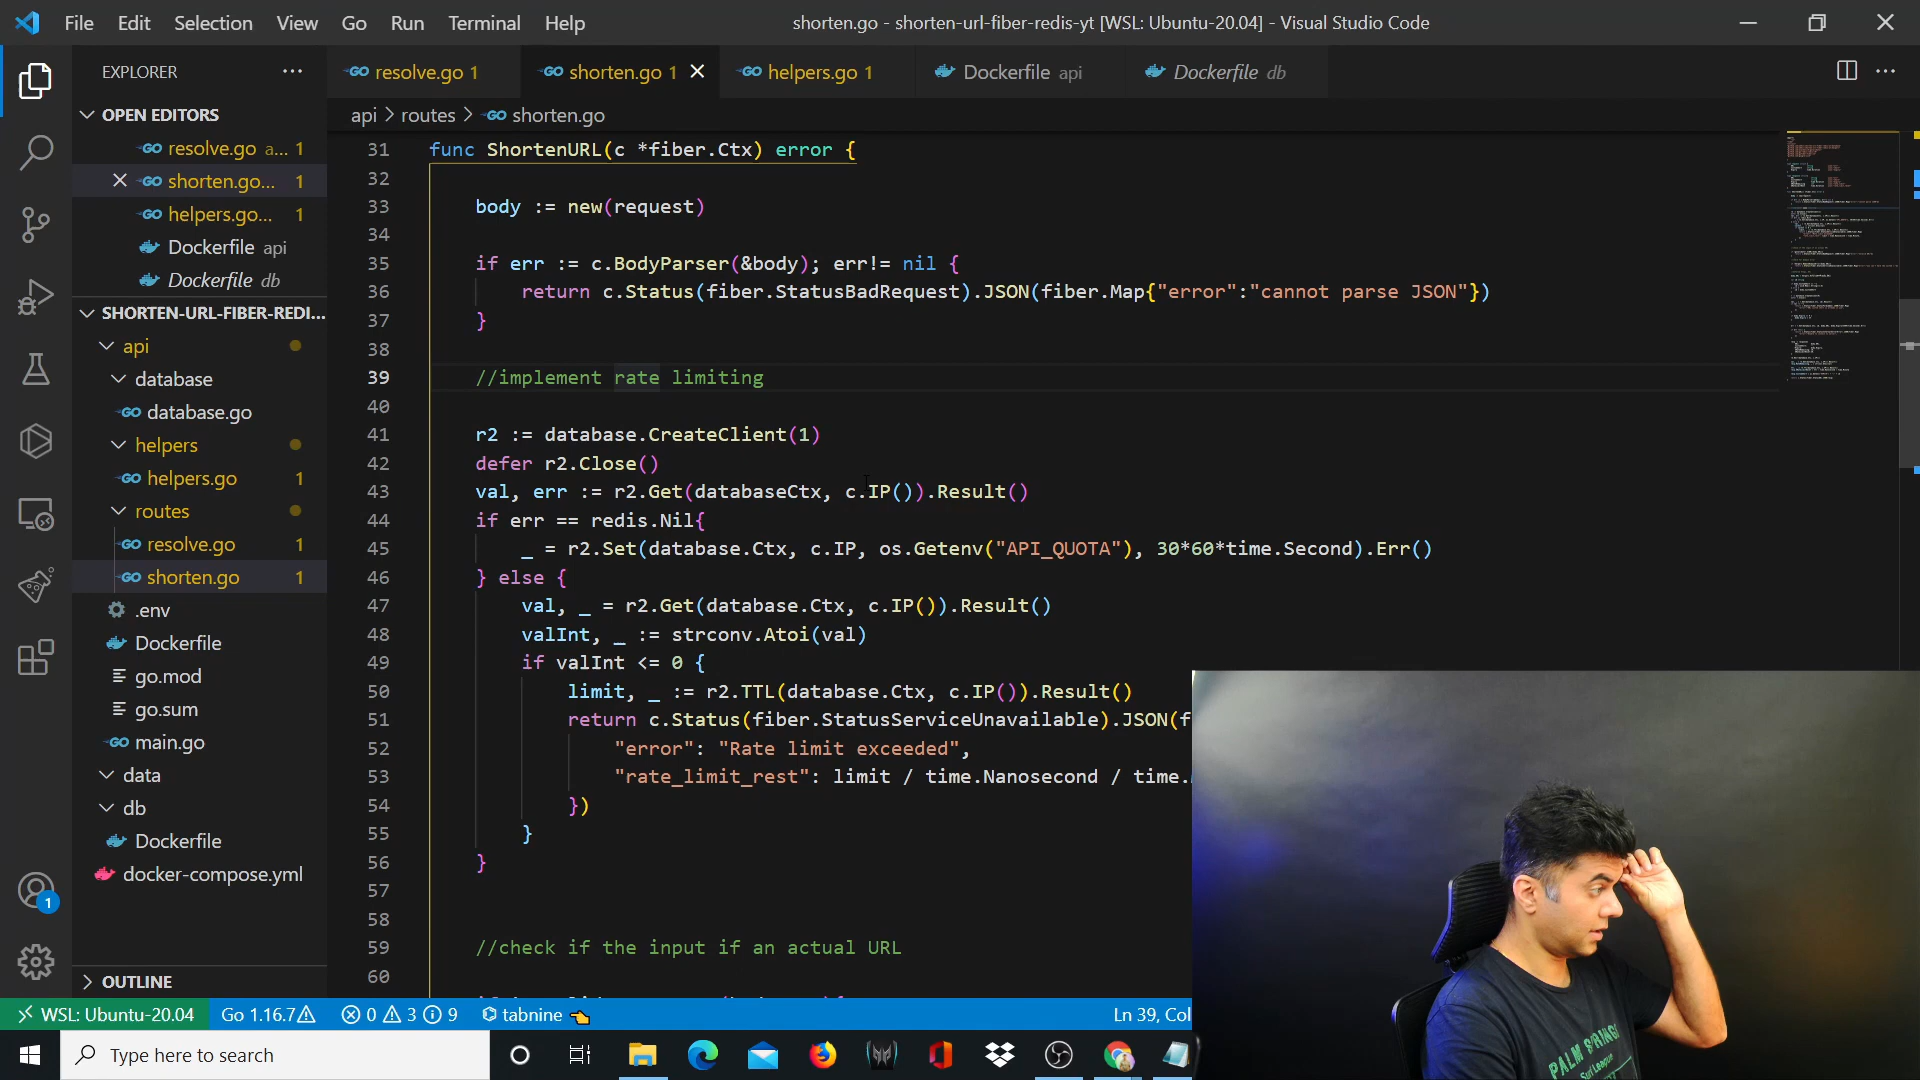 File Edit Selection View Go Run Terminal Help
shorten.go - shorten-url-fiber-redis-yt [WSL: Ubuntu-20.04] - Visual Studio Code
EXPLORER
resolve.go 1
shorten.go 1
helpers.go 1
Dockerfile api
Dockerfile db
OPEN EDITORS
resolve.go a... 1
shorten.go... 1
helpers.go... 1
Dockerfile api
Dockerfile db
SHORTEN-URL-FIBER-REDI...
api
database
database.go
helpers
helpers.go 1
routes
resolve.go 1
shorten.go 1
.env
Dockerfile
go.mod
go.sum
main.go
data
db
Dockerfile
docker-compose.yml
OUTLINE
api > routes > shorten.go
31 func ShortenURL(c *fiber.Ctx) error {
32
33 body := new(request)
34
35 if err := c.BodyParser(&body); err!= nil {
36 return c.Status(fiber.StatusBadRequest).JSON(fiber.Map{"error":"cannot parse JSON"})
37 }
38
39 //implement rate limiting
40
41 r2 := database.CreateClient(1)
42 defer r2.Close()
43 val, err := r2.Get(databaseCtx, c.IP()).Result()
44 if err == redis.Nil{
45 _ = r2.Set(database.Ctx, c.IP, os.Getenv("API_QUOTA"), 30*60*time.Second).Err()
46 } else {
47 val, _ = r2.Get(database.Ctx, c.IP()).Result()
48 valInt, _ := strconv.Atoi(val)
49 if valInt <= 0 {
50 limit, _ := r2.TTL(database.Ctx, c.IP()).Result()
51 return c.Status(fiber.StatusServiceUnavailable).JSON(f
52 "error": "Rate limit exceeded",
53 "rate_limit_rest": limit / time.Nanosecond / time.
54 })
55 }
56 }
57
58
59 //check if the input if an actual URL
60
1
WSL: Ubuntu-20.04 Go 1.16.7 0 3 9 tabnine Ln 39, Col
Type here to search
PALM SPRINGS
Surf League